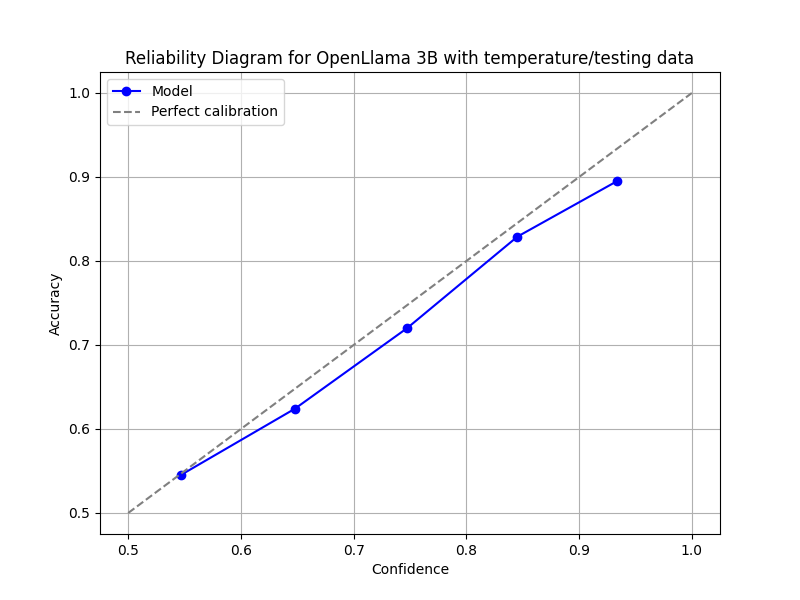 Reliability Diagram for OpenLlama 3B with temperature/testing data
Model
Perfect calibration
1.0
0.9
0.8
0.7
0.6
0.5
Accuracy
0.5 0.6 0.7 0.8 0.9 1.0
Confidence